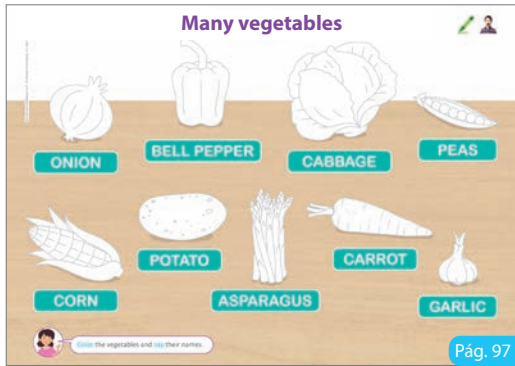 Many vegetables
ONION
BELL PEPPER
CABBAGE
PEAS
CORN
POTATO
ASPARAGUS
CARROT
GARLIC
Color the vegetables and say their names.
Pág. 97